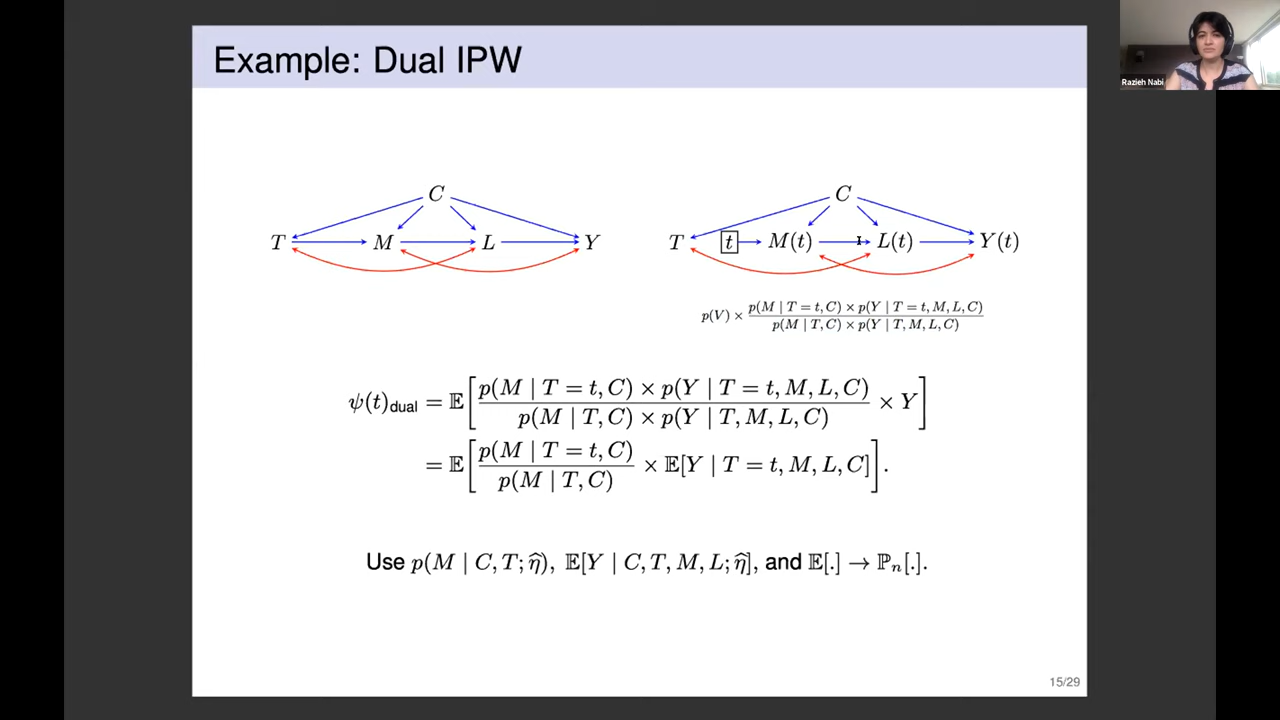 Example: Dual IPW
Razieh Nabi
C
T M L Y
C
T t M(t) L(t) Y(t)
p(V) × p(M | T = t, C) × p(Y | T = t, M, L, C) / p(M | T, C) × p(Y | T, M, L, C)
ψ(t)dual = 𝔼[ p(M | T = t, C) × p(Y | T = t, M, L, C) / p(M | T, C) × p(Y | T, M, L, C) × Y ]
= 𝔼[ p(M | T = t, C) / p(M | T, C) × 𝔼[Y | T = t, M, L, C] ].
Use p(M | C, T; η̂), 𝔼[Y | C, T, M, L; η̂], and 𝔼[.] → ℙn[.].
15/29